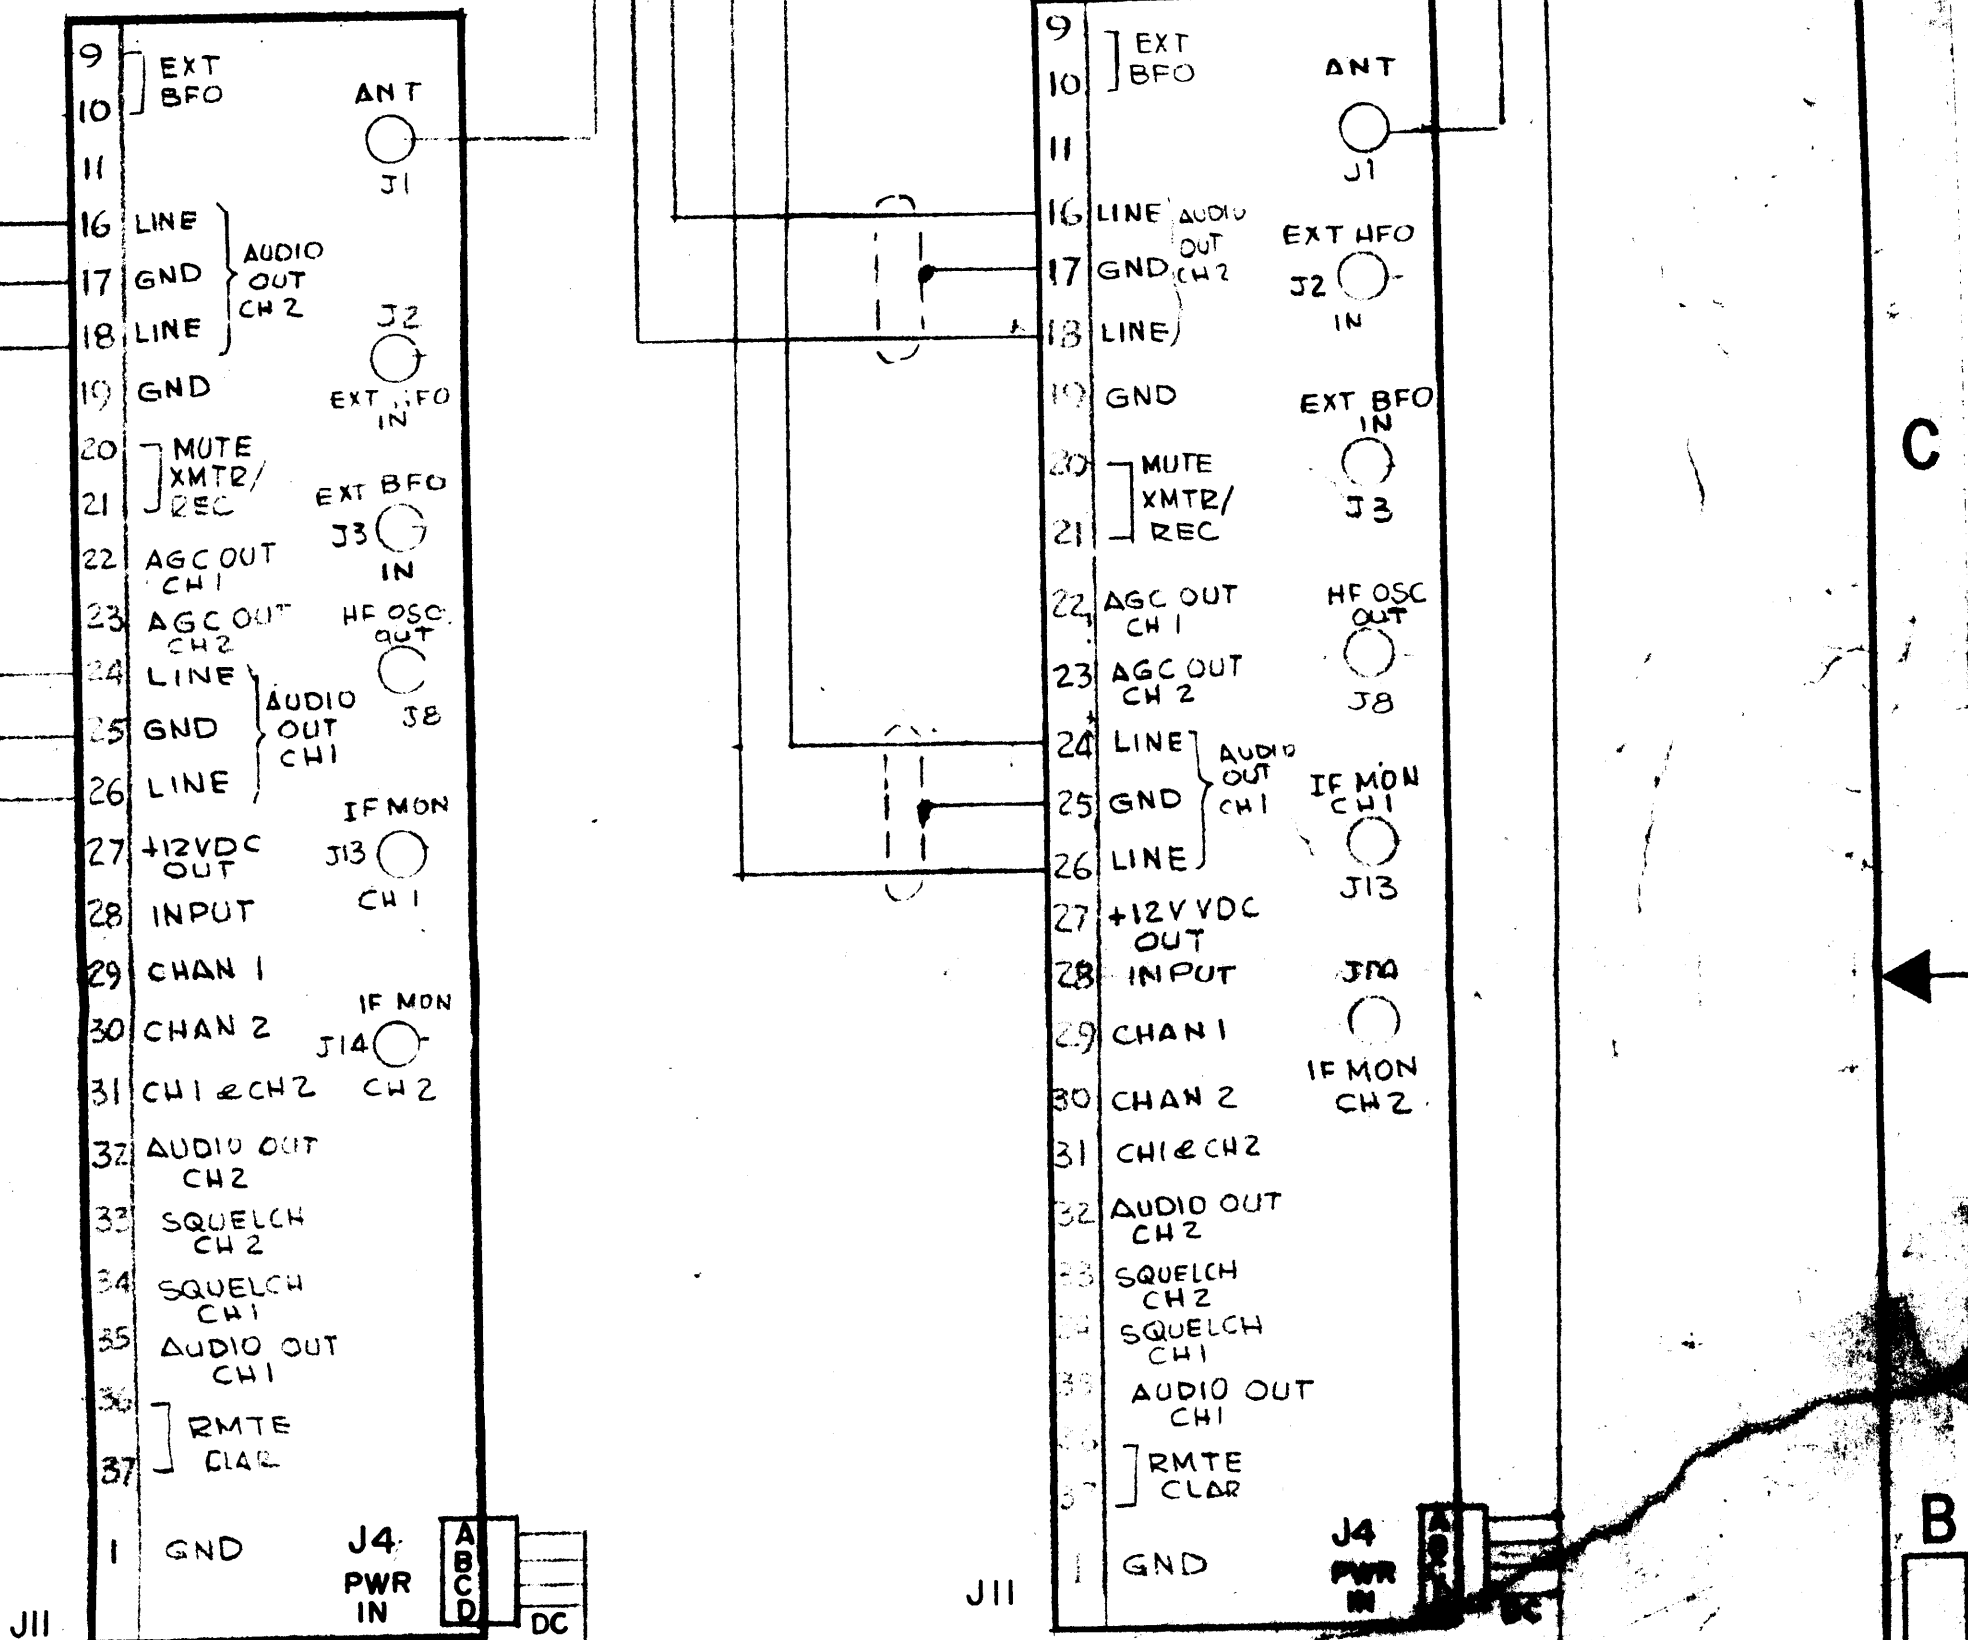 9
EXT
BFO
10
11
ANT
J1
16 LINE
17 GND
18 LINE
AUDIO
OUT
CH 2
19 GND
J2
EXT HFO
IN
20
21
MUTE
XMTR/
REC
EXT BFO
J3
IN
22 AGC OUT
CH 1
23 AGC OUT
CH2
HF OSC
OUT
J8
24 LINE
25 GND
26 LINE
AUDIO
OUT
CH1
27 +12VDC
OUT
IF MON
J13
CH 1
28 INPUT
29 CHAN 1
30 CHAN 2
IF MON
J14
CH 2
31 CH 1 & CH 2
32 AUDIO OUT
CH2
33 SQUELCH
CH 2
34 SQUELCH
CH1
35 AUDIO OUT
CH1
36
37
RMTE
CLAR
1 GND
J4
PWR
IN
A
B
C
D
DC
J11
9
10
EXT
BFO
11
ANT
J1
16 LINE
17 GND
18 LINE
AUDIO
OUT
CH 2
EXT HFO
J2
IN
19 GND
EXT BFO
IN
J3
20
21
MUTE
XMTR/
REC
22 AGC OUT
CH 1
23 AGC OUT
CH 2
HF OSC
OUT
J8
24 LINE
25 GND
26 LINE
AUDIO
OUT
CH 1
IF MON
CH1
J13
27 +12V VDC
OUT
28 INPUT
29 CHAN 1
30 CHAN 2
IF MON
CH 2
31 CH1 & CH2
32 AUDIO OUT
CH 2
33 SQUELCH
CH 2
SQUELCH
CH1
AUDIO OUT
CH1
RMTE
CLAR
1 GND
J4
PWR
IN
A
DC
J11
C
B